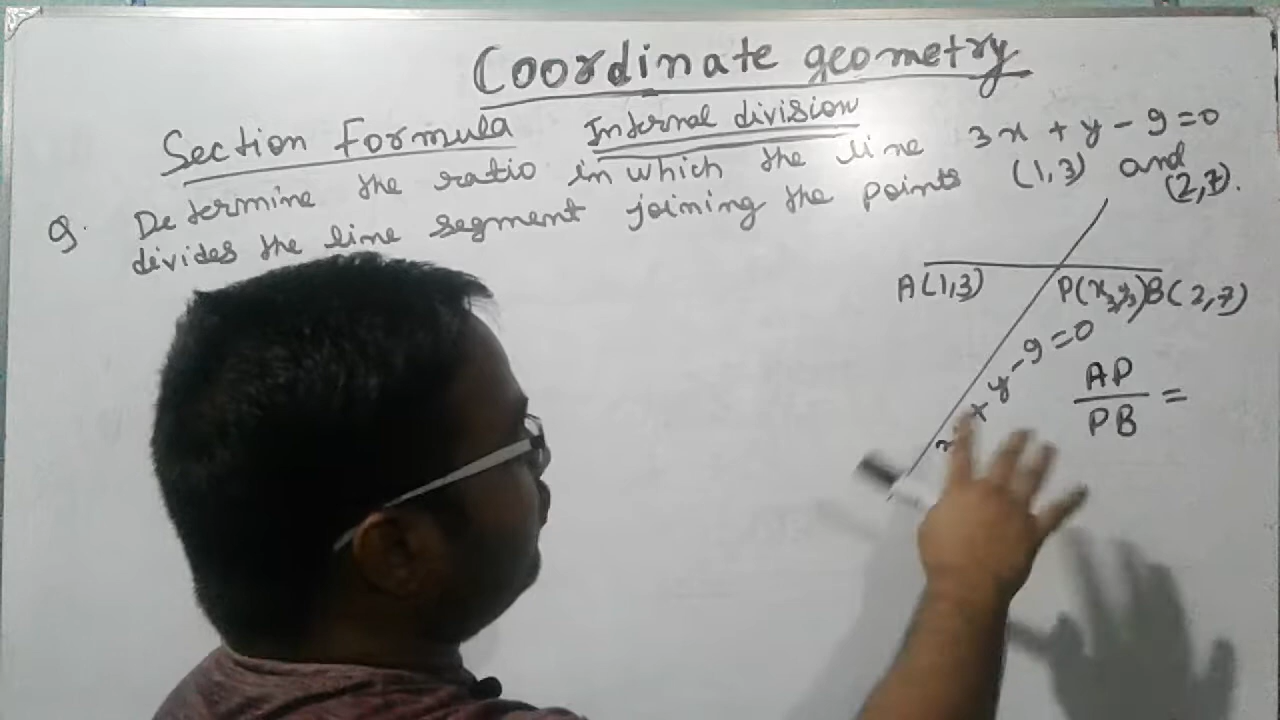 Coordinate geometry
Section Formula Internal division
Q. Determine the ratio in which the line 3x + y - 9 = 0
divides the line segment joining the points (1,3) and
(2,7).
A(1,3) P(x, y) B(2,7)
x + y - 9 = 0
AP
PB =